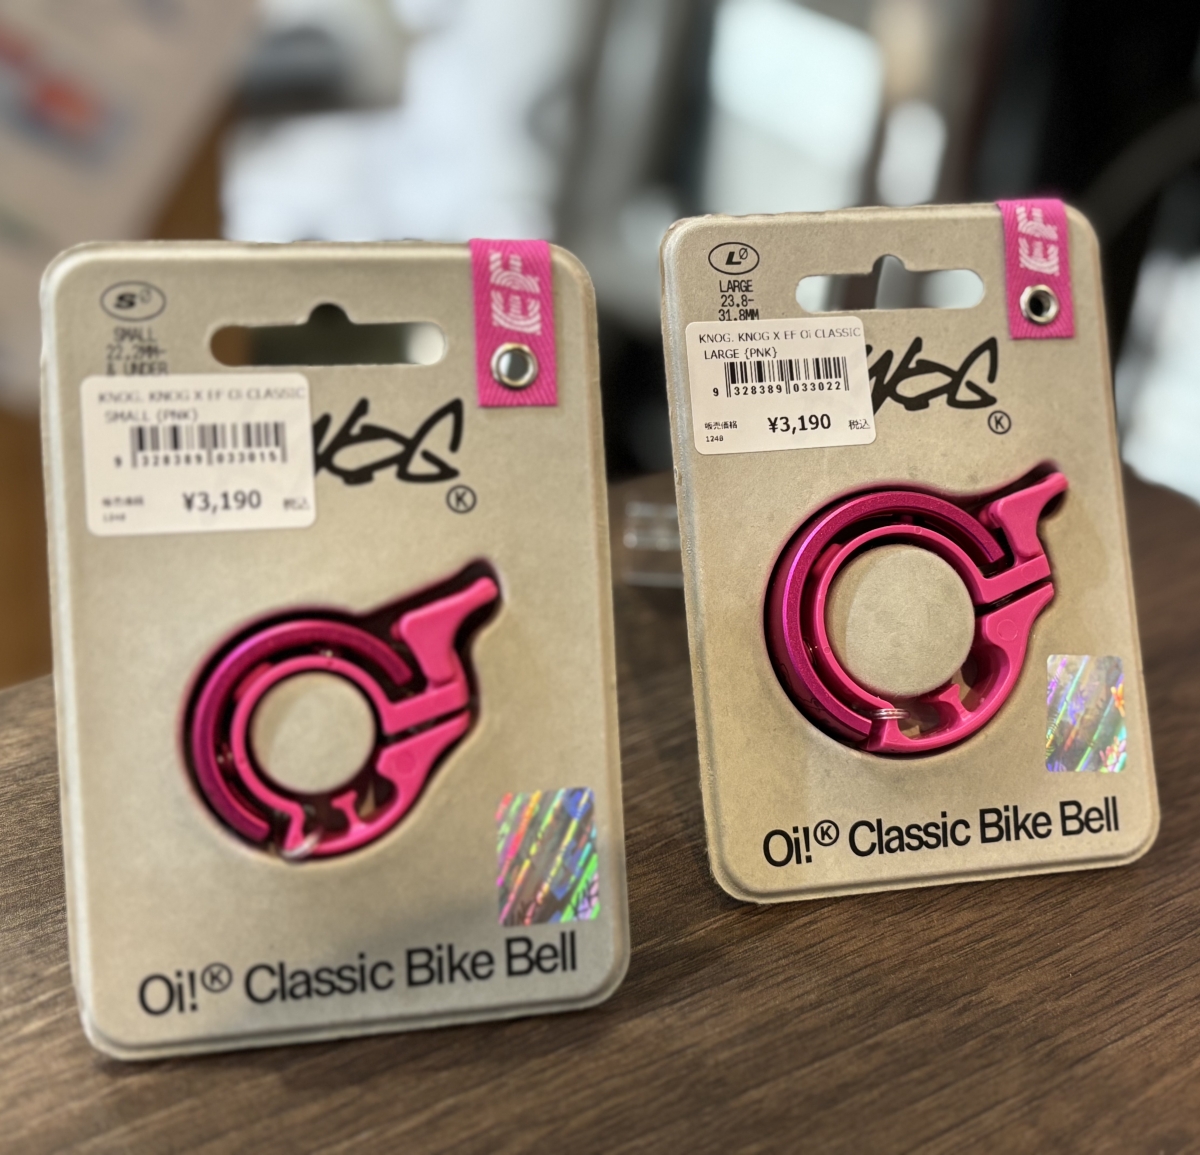 S∅
SMALL
22.2MM
& UNDER
KNOG. KNOG X EF Oi CLASSIC
SMALL {PNK}
9 328389 033015
販売価格
¥3,190
税込
1248
EF
KNOG
K
Oi!Ⓚ Classic Bike Bell
L∅
LARGE
23.8-
31.8MM
KNOG. KNOG X EF Oi CLASSIC
LARGE {PNK}
9 328389 033022
販売価格
¥3,190
税込
1248
EF
KNOG
K
Oi!Ⓚ Classic Bike Bell